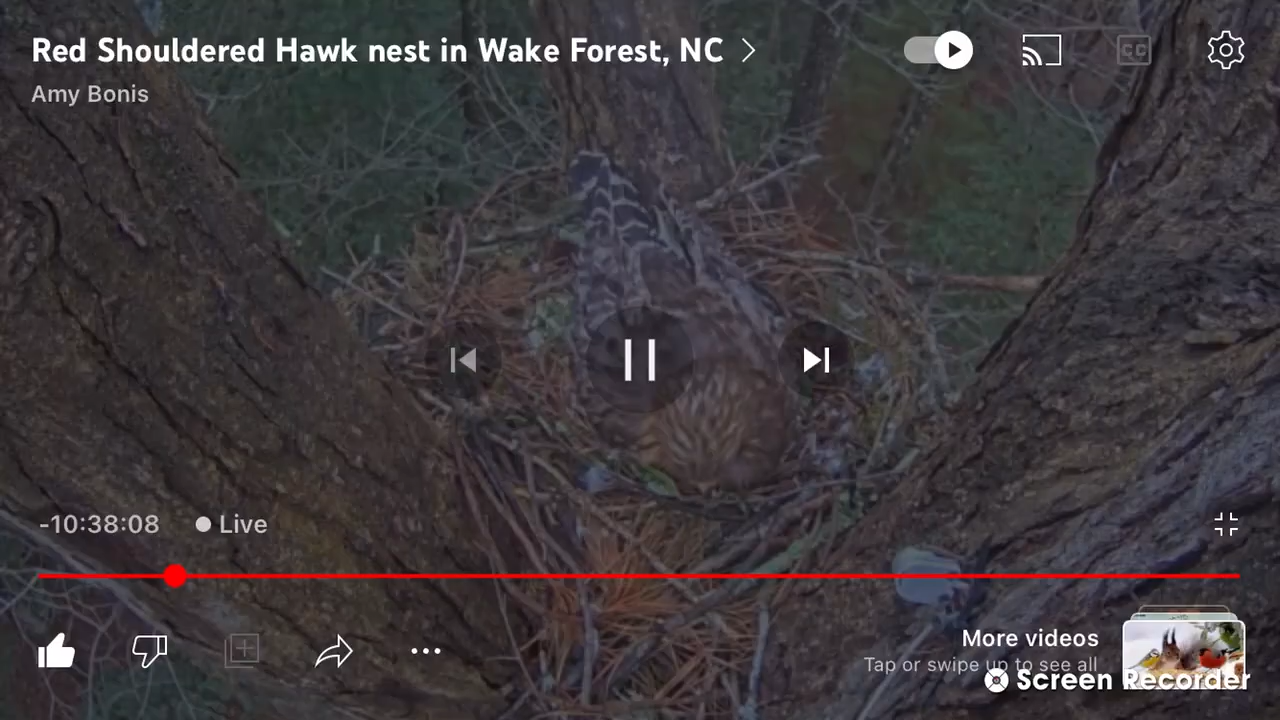 Red Shouldered Hawk nest in Wake Forest, NC
Amy Bonis
CC
-10:38:08
Live
More videos
Tap or swipe up to see all
Screen Recorder